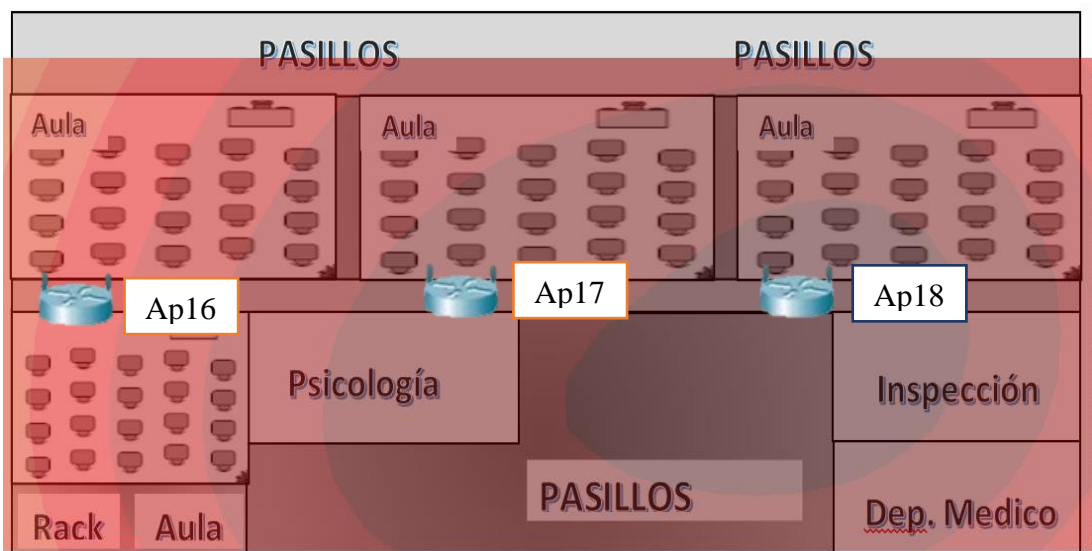 PASILLOS PASILLOS
Aula Aula Aula
Ap16 Ap17 Ap18
Psicología Inspección
PASILLOS
Rack Aula Dep. Medico